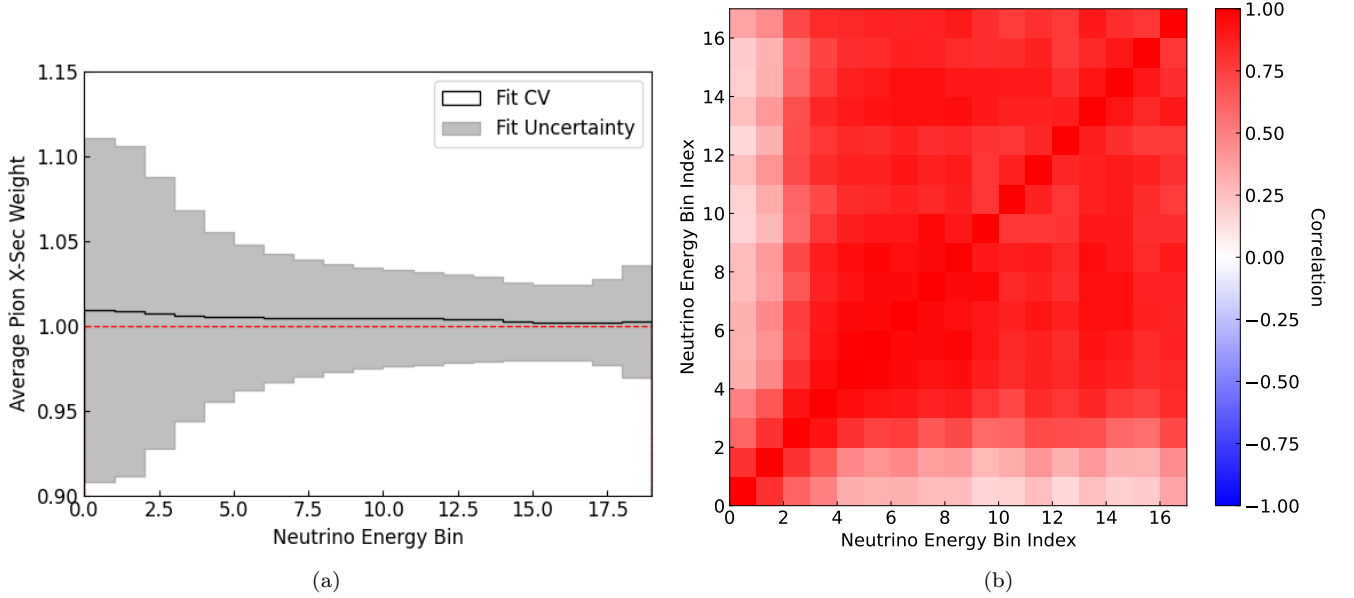 1.15
1.10
1.05
1.00
0.95
0.90
Average Pion X-Sec Weight
Fit CV
Fit Uncertainty
0.0 2.5 5.0 7.5 10.0 12.5 15.0 17.5
Neutrino Energy Bin
(a)
16
14
12
10
8
6
4
2
0
Neutrino Energy Bin Index
0 2 4 6 8 10 12 14 16
Neutrino Energy Bin Index
1.00
0.75
0.50
0.25
0.00
−0.25
−0.50
−0.75
−1.00
Correlation
(b)